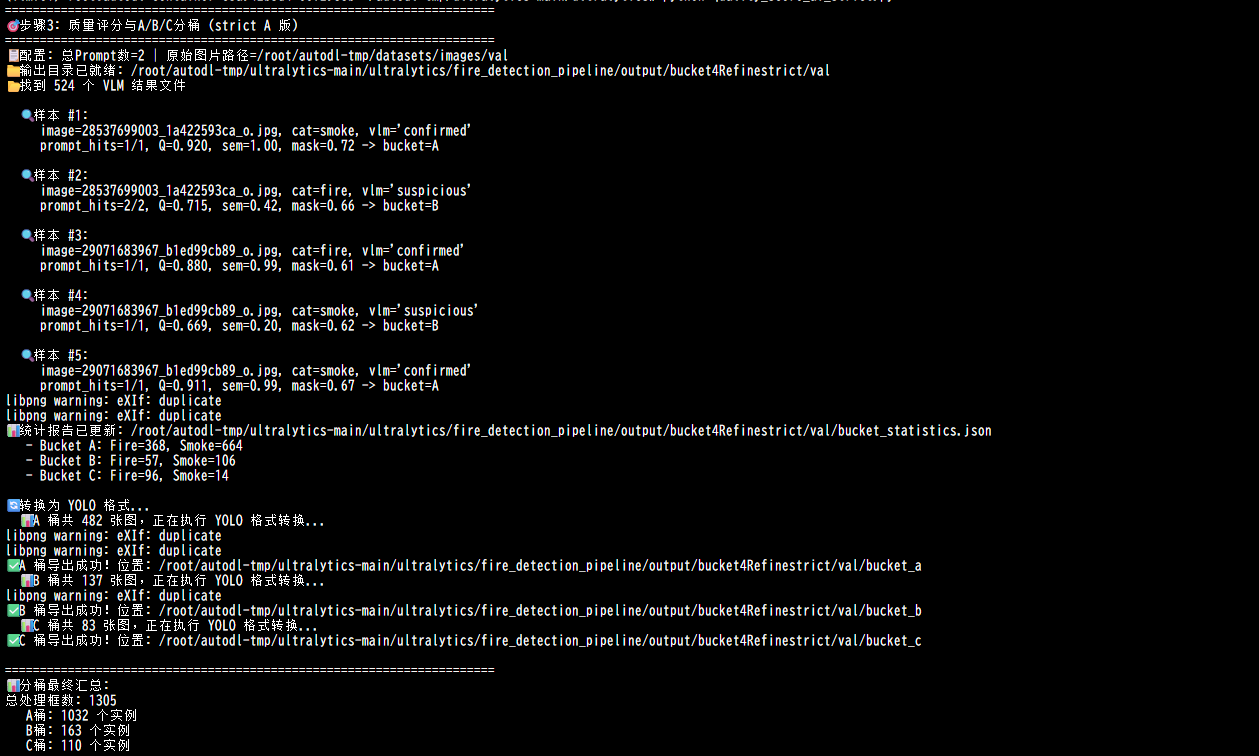 ======================================================================
🎯步骤3: 质量评分与A/B/C分桶 (strict A 版)
======================================================================
📋配置: 总Prompt数=2 | 原始图片路径=/root/autodl-tmp/datasets/images/val
📁输出目录已就绪: /root/autodl-tmp/ultralytics-main/ultralytics/fire_detection_pipeline/output/bucket4Refinestrict/val
📁找到 524 个 VLM 结果文件
🔍样本 #1:
image=28537699003_1a422593ca_o.jpg, cat=smoke, vlm='confirmed'
prompt_hits=1/1, Q=0.920, sem=1.00, mask=0.72 -> bucket=A
🔍样本 #2:
image=28537699003_1a422593ca_o.jpg, cat=fire, vlm='suspicious'
prompt_hits=2/2, Q=0.715, sem=0.42, mask=0.66 -> bucket=B
🔍样本 #3:
image=29071683967_b1ed99cb89_o.jpg, cat=fire, vlm='confirmed'
prompt_hits=1/1, Q=0.880, sem=0.99, mask=0.61 -> bucket=A
🔍样本 #4:
image=29071683967_b1ed99cb89_o.jpg, cat=smoke, vlm='suspicious'
prompt_hits=1/1, Q=0.669, sem=0.20, mask=0.62 -> bucket=B
🔍样本 #5:
image=29071683967_b1ed99cb89_o.jpg, cat=smoke, vlm='confirmed'
prompt_hits=1/1, Q=0.911, sem=0.99, mask=0.67 -> bucket=A
libpng warning: eXIf: duplicate
libpng warning: eXIf: duplicate
📊统计报告已更新: /root/autodl-tmp/ultralytics-main/ultralytics/fire_detection_pipeline/output/bucket4Refinestrict/val/bucket_statistics.json
- Bucket A: Fire=368, Smoke=664
- Bucket B: Fire=57, Smoke=106
- Bucket C: Fire=96, Smoke=14
🔄转换为 YOLO 格式...
📊A 桶共 482 张图，正在执行 YOLO 格式转换...
libpng warning: eXIf: duplicate
libpng warning: eXIf: duplicate
✅A 桶导出成功！位置: /root/autodl-tmp/ultralytics-main/ultralytics/fire_detection_pipeline/output/bucket4Refinestrict/val/bucket_a
📊B 桶共 137 张图，正在执行 YOLO 格式转换...
libpng warning: eXIf: duplicate
✅B 桶导出成功！位置: /root/autodl-tmp/ultralytics-main/ultralytics/fire_detection_pipeline/output/bucket4Refinestrict/val/bucket_b
📊C 桶共 83 张图，正在执行 YOLO 格式转换...
✅C 桶导出成功！位置: /root/autodl-tmp/ultralytics-main/ultralytics/fire_detection_pipeline/output/bucket4Refinestrict/val/bucket_c
======================================================================
📊分桶最终汇总:
总处理框数: 1305
A桶: 1032 个实例
B桶: 163 个实例
C桶: 110 个实例